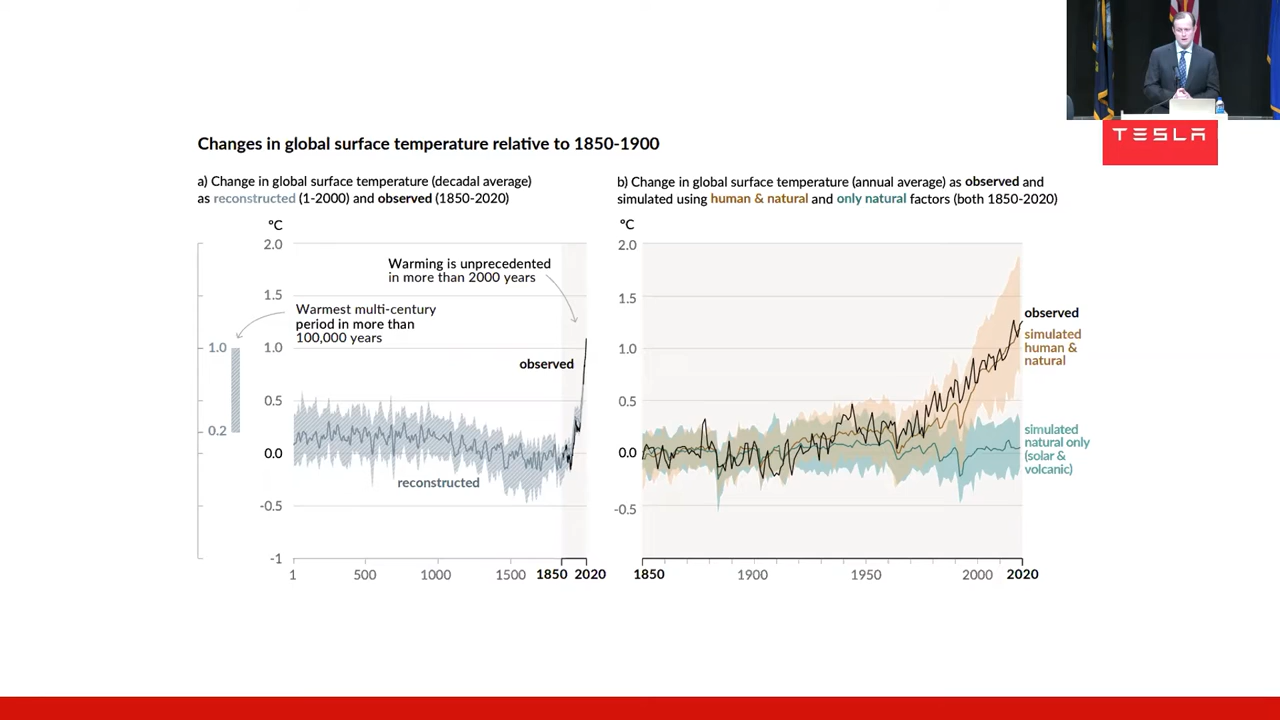 TESLA
Changes in global surface temperature relative to 1850-1900
a) Change in global surface temperature (decadal average)
as reconstructed (1-2000) and observed (1850-2020)
°C
2.0
1.5
1.0
0.5
0.0
-0.5
-1
1.0
0.2
Warming is unprecedented
in more than 2000 years
Warmest multi-century
period in more than
100,000 years
observed
reconstructed
1
500
1000
1500
1850
2020
b) Change in global surface temperature (annual average) as observed and
simulated using human & natural and only natural factors (both 1850-2020)
°C
2.0
1.5
1.0
0.5
0.0
-0.5
observed
simulated
human &
natural
simulated
natural only
(solar &
volcanic)
1850
1900
1950
2000
2020